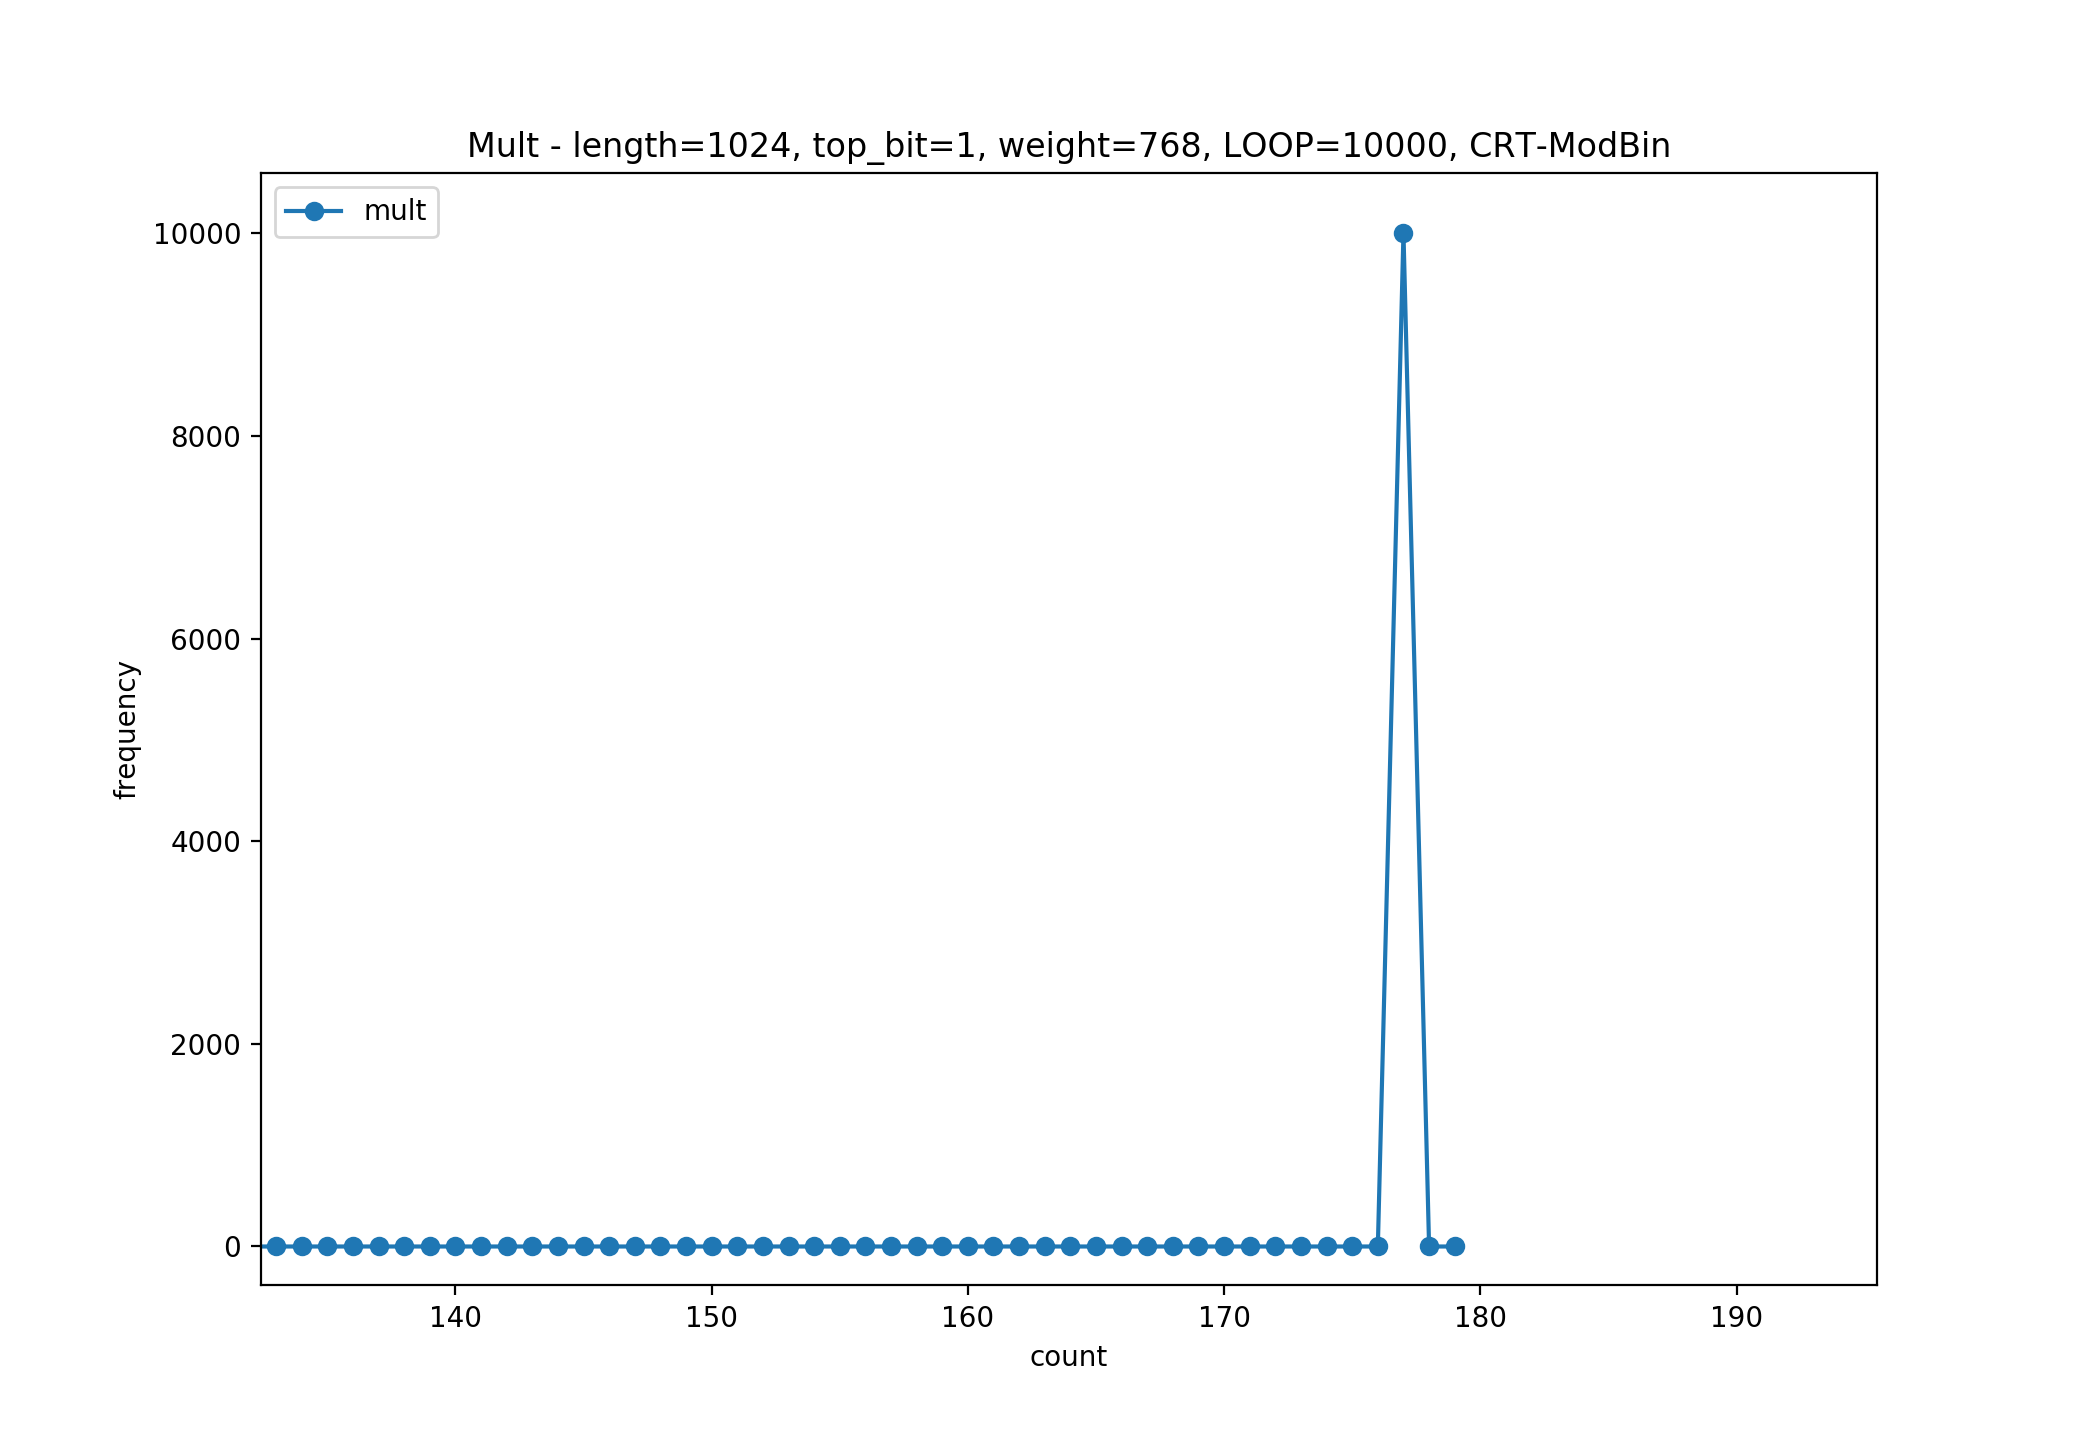 Mult - length=1024, top_bit=1, weight=768, LOOP=10000, CRT-ModBin
mult
10000
8000
6000
4000
2000
0
frequency
140 150 160 170 180 190
count